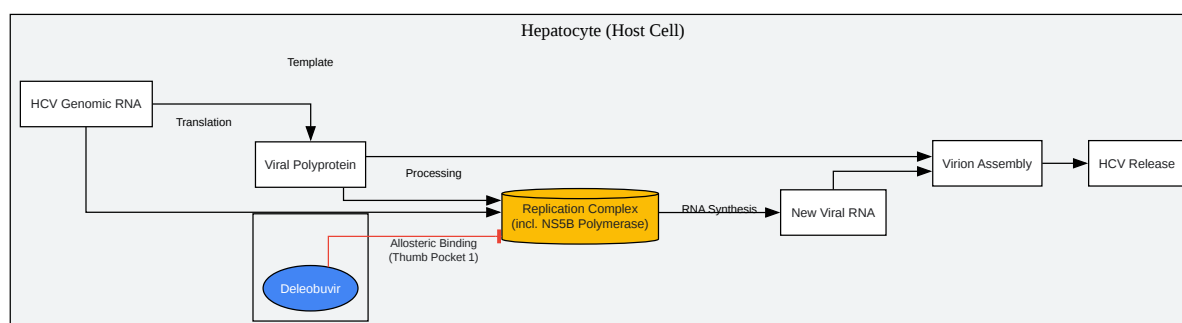 Hepatocyte (Host Cell)
Template
HCV Genomic RNA
Translation
Viral Polyprotein
Processing
Virion Assembly
HCV Release
Replication Complex
(incl. NS5B Polymerase)
RNA Synthesis
New Viral RNA
Allosteric Binding
(Thumb Pocket 1)
Deleobuvir